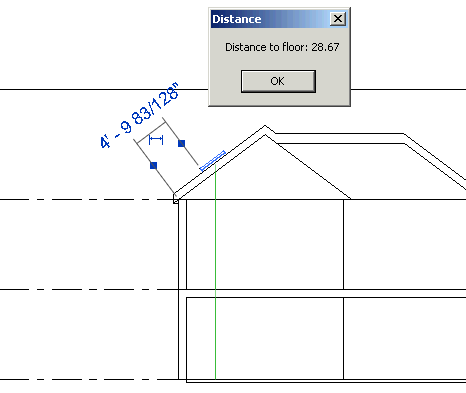 Distance
Distance to floor: 28.67
OK
4' - 9 83/128"